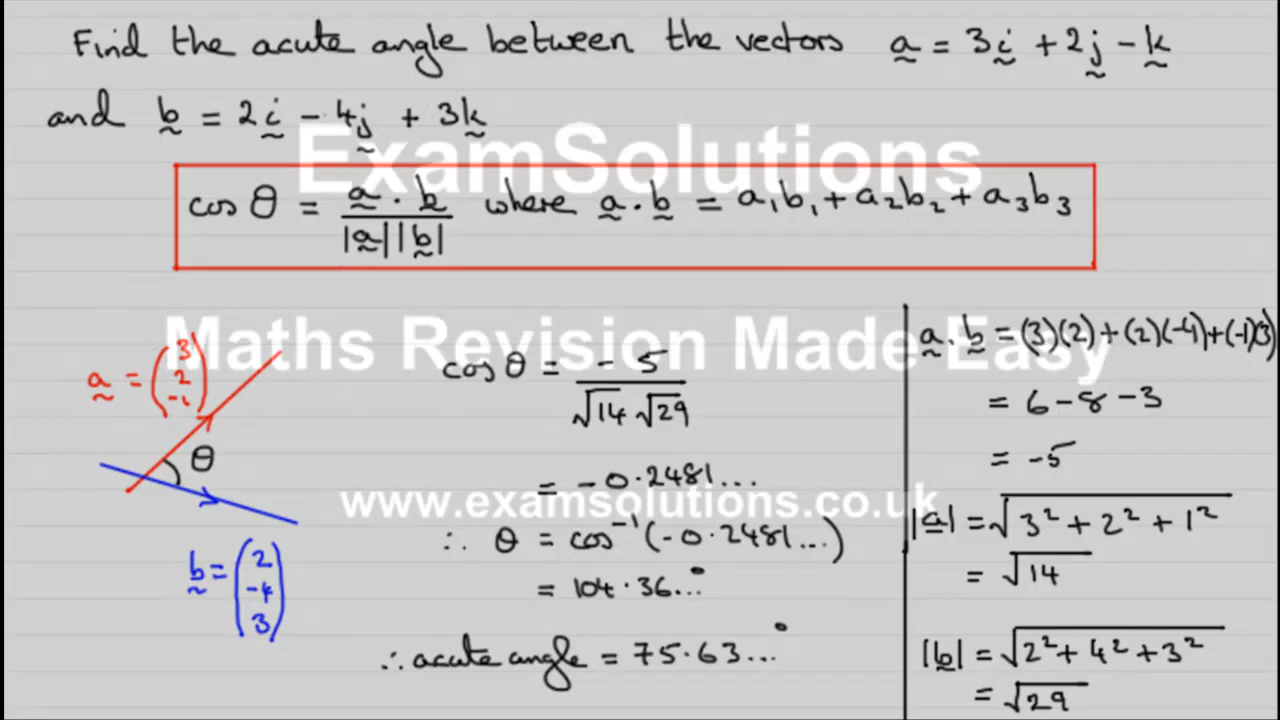 Find the acute angle between the vectors a = 3i + 2j - k
and b = 2i - 4j + 3k
ExamSolutions
cos θ = a . b / |a||b| where a . b = a₁b₁ + a₂b₂ + a₃b₃
Maths Revision Made Easy
www.examsolutions.co.uk
a = (3 2 -1)
θ
b = (2 -4 3)
cos θ = -5 / √14 √29
= -0.2481...
∴ θ = cos⁻¹(-0.2481...)
= 104.36...°
∴ acute angle = 75.63...°
a . b = (3)(2) + (2)(-4) + (-1)(3)
= 6 - 8 - 3
= -5
|a| = √3² + 2² + 1²
= √14
|b| = √2² + 4² + 3²
= √29